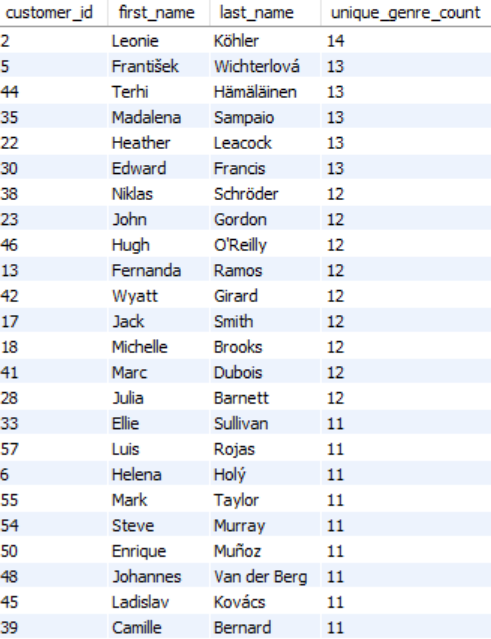 customer_id first_name last_name unique_genre_count
2 Leonie Köhler 14
5 František Wichterlová 13
44 Terhi Hämäläinen 13
35 Madalena Sampaio 13
22 Heather Leacock 13
30 Edward Francis 13
38 Niklas Schröder 12
23 John Gordon 12
46 Hugh O'Reilly 12
13 Fernanda Ramos 12
42 Wyatt Girard 12
17 Jack Smith 12
18 Michelle Brooks 12
41 Marc Dubois 12
28 Julia Barnett 12
33 Ellie Sullivan 11
57 Luis Rojas 11
6 Helena Holý 11
55 Mark Taylor 11
54 Steve Murray 11
50 Enrique Muñoz 11
48 Johannes Van der Berg 11
45 Ladislav Kovács 11
39 Camille Bernard 11